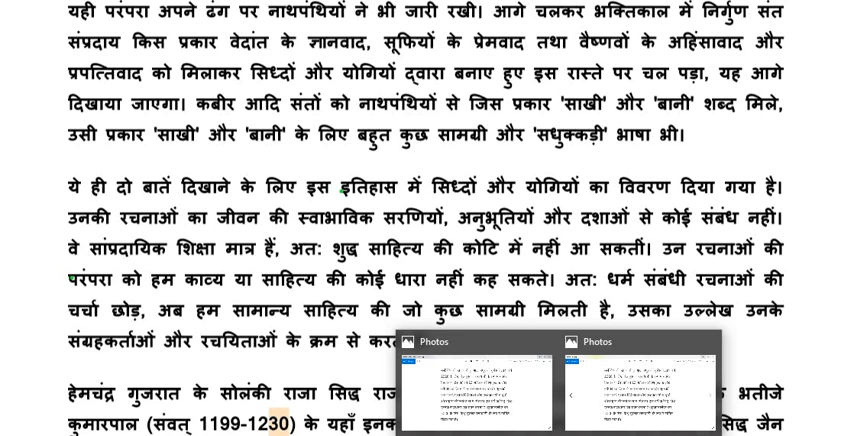 यही परंपरा अपने ढंग पर नाथपंथियों ने भी जारी रखी। आगे चलकर भक्तिकाल में निर्गुण संत
संप्रदाय किस प्रकार वेदांत के ज्ञानवाद, सूफियों के प्रेमवाद तथा वैष्णवों के अहिंसावाद और
प्रपत्तिवाद को मिलाकर सिध्दों और योगियों द्वारा बनाए हुए इस रास्ते पर चल पड़ा, यह आगे
दिखाया जाएगा। कबीर आदि संतों को नाथपंथियों से जिस प्रकार 'साखी' और 'बानी' शब्द मिले,
उसी प्रकार 'साखी' और 'बानी' के लिए बहुत कुछ सामग्री और 'सधुक्कड़ी' भाषा भी।
ये ही दो बातें दिखाने के लिए इस इतिहास में सिध्दों और योगियों का विवरण दिया गया है।
उनकी रचनाओं का जीवन की स्वाभाविक सरणियों, अनुभूतियों और दशाओं से कोई संबंध नहीं।
वे सांप्रदायिक शिक्षा मात्र हैं, अत: शुद्ध साहित्य की कोटि में नहीं आ सकतीं। उन रचनाओं की
परंपरा को हम काव्य या साहित्य की कोई धारा नहीं कह सकते। अत: धर्म संबंधी रचनाओं की
चर्चा छोड़, अब हम सामान्य साहित्य की जो कुछ सामग्री मिलती है, उसका उल्लेख उनके
संग्रहकर्ताओं और रचयिताओं के क्रम से
Photos Photos
हेमचंद्र गुजरात के सोलंकी राजा सिद्ध भतीजे
कुमारपाल (संवत् 1199-1230) के यहाँ सिद्ध जैन